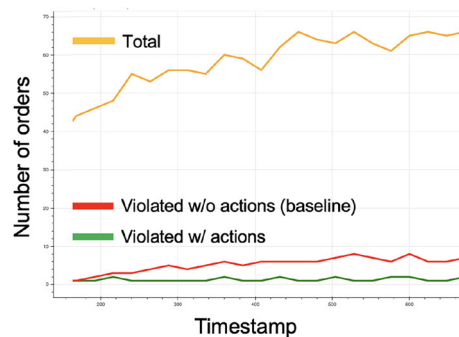 Total
Number of orders
70
60
50
40
30
20
10
0
Violated w/o actions (baseline)
Violated w/ actions
200
300
400
500
600
Timestamp